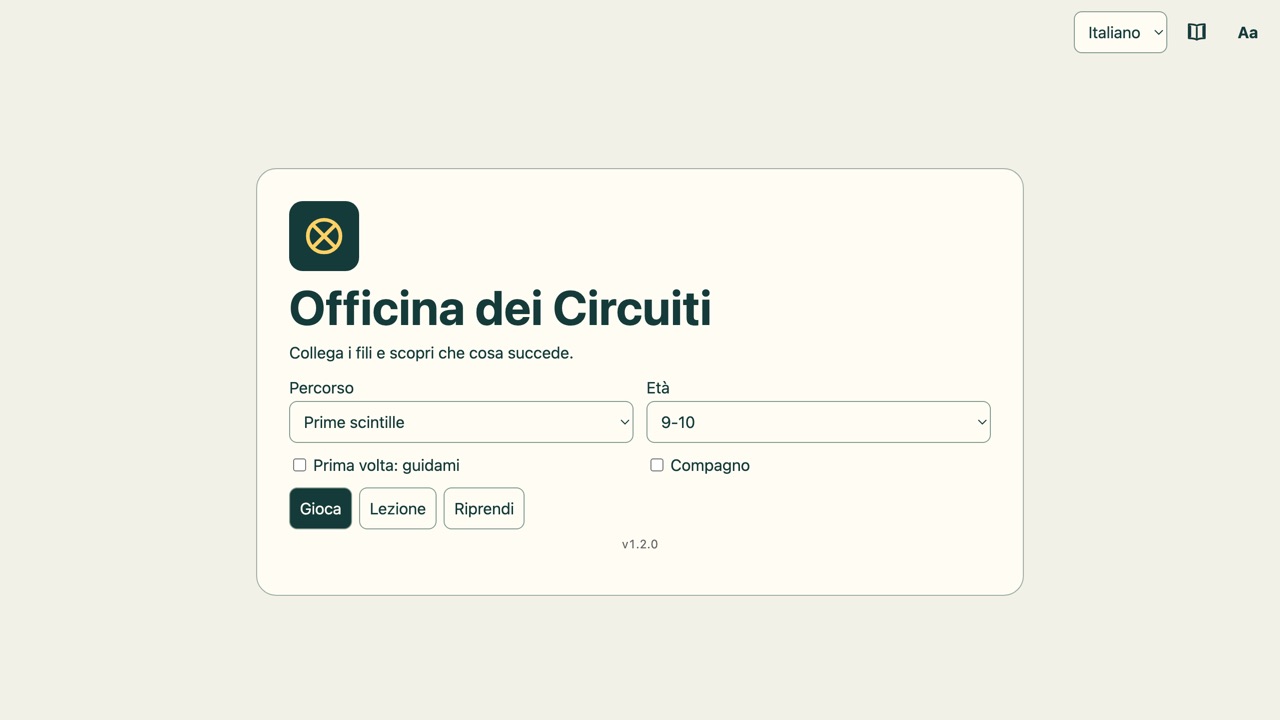 Italiano
Aa
Officina dei Circuiti
Collega i fili e scopri che cosa succede.
Percorso
Età
Prime scintille
9-10
Prima volta: guidami
Compagno
Gioca
Lezione
Riprendi
v1.2.0